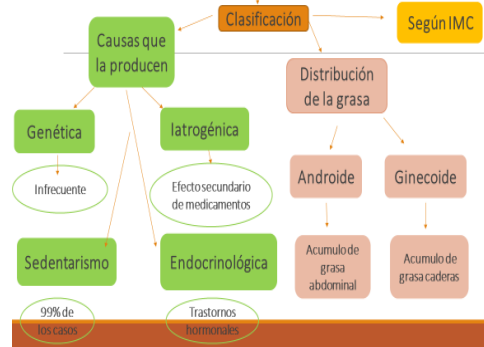 Clasificación
Según IMC
Causas que
la producen
Distribución
de la grasa
Genética
Iatrogénica
Infrecuente
Efecto secundario
de medicamentos
Androide
Ginecoide
Sedentarismo
Endocrinológica
Acumulo de
grasa
abdominal
Acumulo de
grasa caderas
99% de
los casos
Trastornos
hormonales